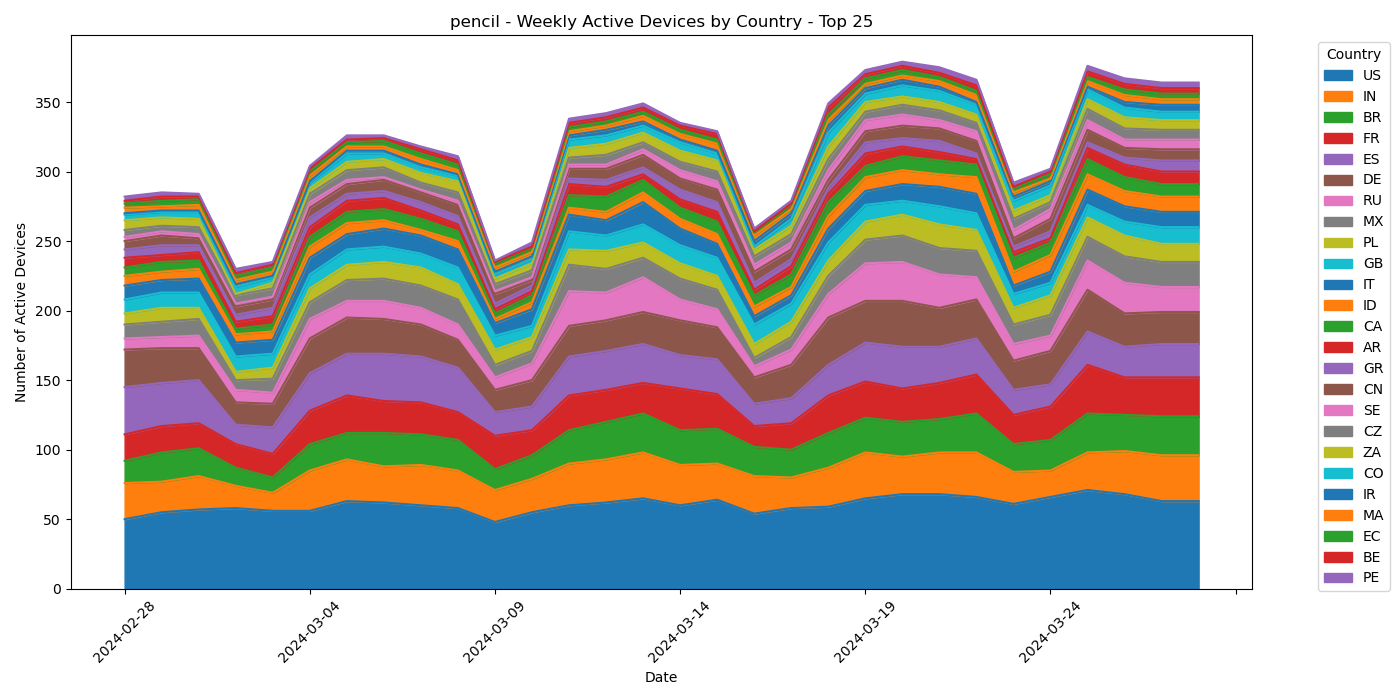 pencil - Weekly Active Devices by Country - Top 25
Number of Active Devices
350
300
250
200
150
100
50
0
2024-02-28
2024-03-04
2024-03-09
2024-03-14
2024-03-19
2024-03-24
Date
Country
US
IN
BR
FR
ES
DE
RU
MX
PL
GB
IT
ID
CA
AR
GR
CN
SE
CZ
ZA
CO
IR
MA
EC
BE
PE